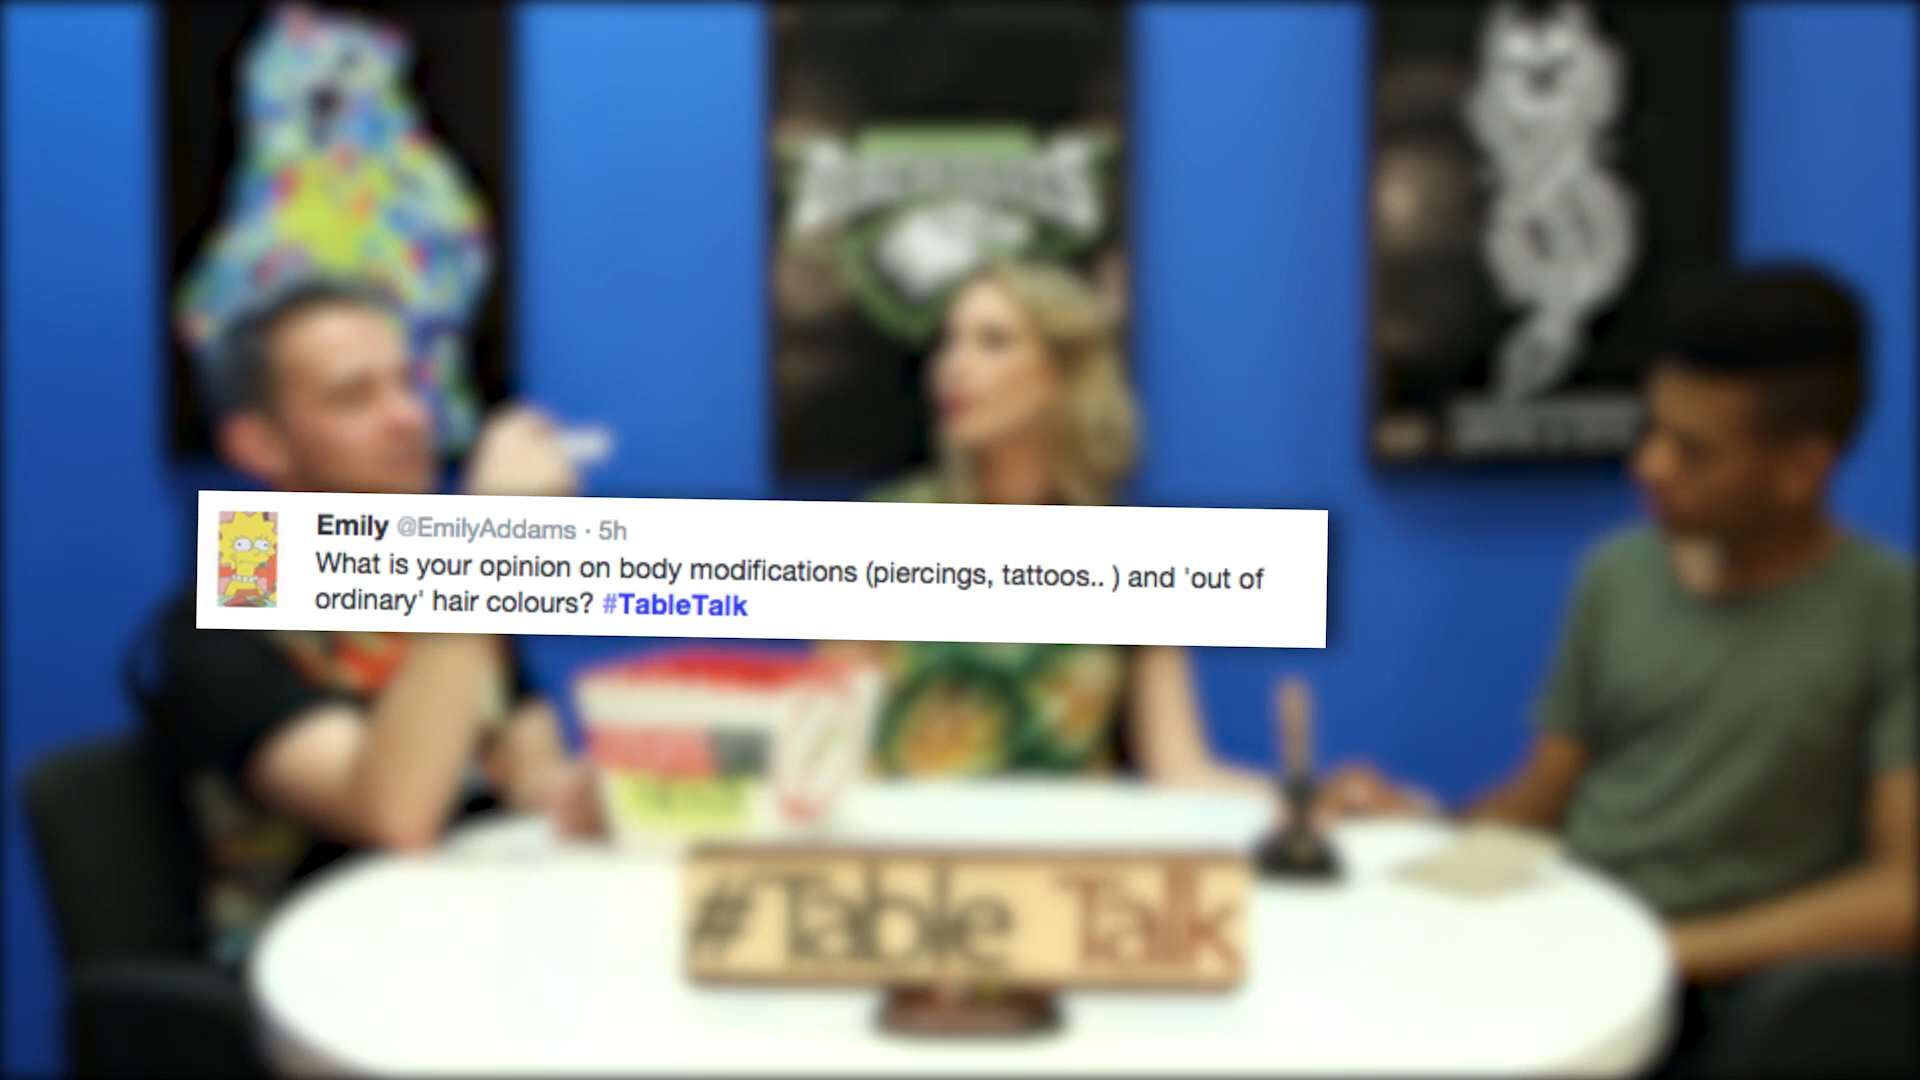 Emily @EmilyAddams · 5h
What is your opinion on body modifications (piercings, tattoos.. ) and 'out of
ordinary' hair colours? #TableTalk
#Table Talk